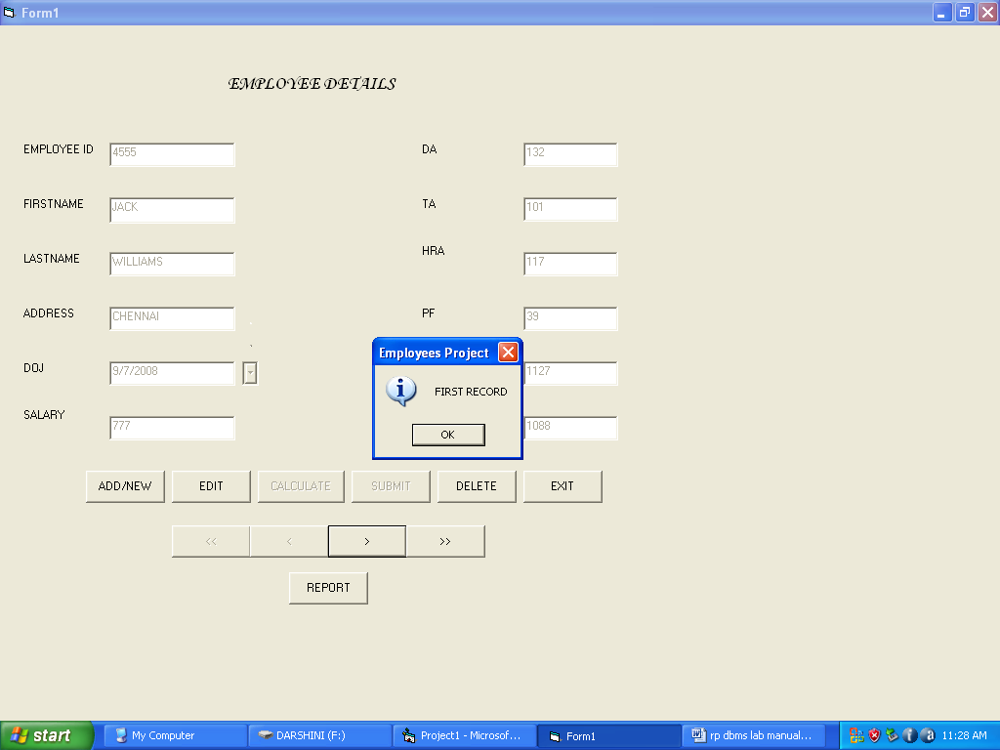 Form1
EMPLOYEE DETAILS
EMPLOYEE ID 4555 DA 132
FIRSTNAME JACK TA 101
LASTNAME WILLIAMS HRA 117
ADDRESS CHENNAI PF 39
Employees Project
DOJ 9/7/2008 1127
FIRST RECORD
SALARY 777 1088
OK
ADD/NEW EDIT CALCULATE SUBMIT DELETE EXIT
<< < > >>
REPORT
start My Computer DARSHINI (F:) Project1 - Microsof... Form1 rp dbms lab manual... 11:28 AM